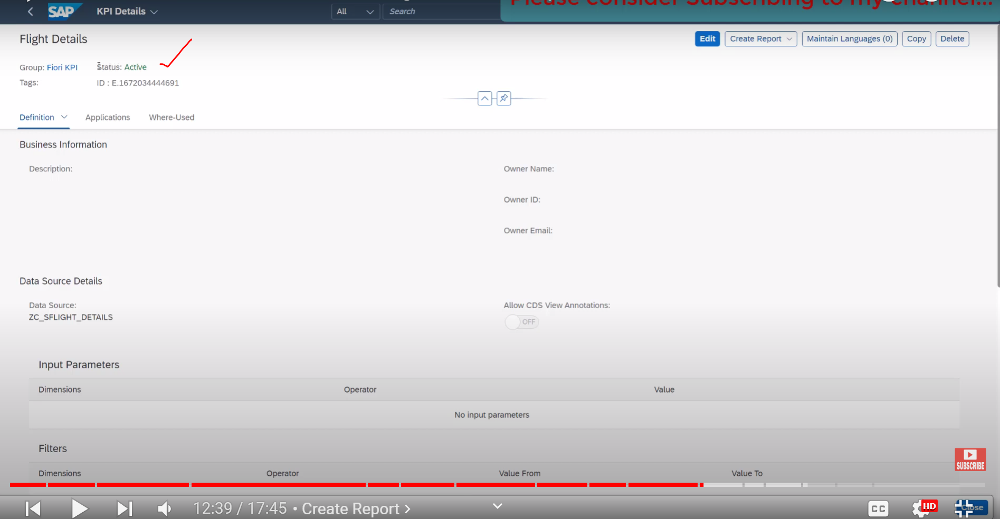 SAP KPI Details All Search Please consider Subscribing to my channel...
Flight Details Edit Create Report Maintain Languages (0) Copy Delete
Group: Fiori KPI Status: Active
Tags: ID : E.1672034444691
Definition Applications Where-Used
Business Information
Description: Owner Name:
Owner ID:
Owner Email:
Data Source Details
Data Source: Allow CDS View Annotations:
ZC_SFLIGHT_DETAILS OFF
Input Parameters
Dimensions Operator Value
No input parameters
Filters
SUBSCRIBE
Dimensions Operator Value From Value To
12:39 / 17:45 • Create Report > CC HD Close